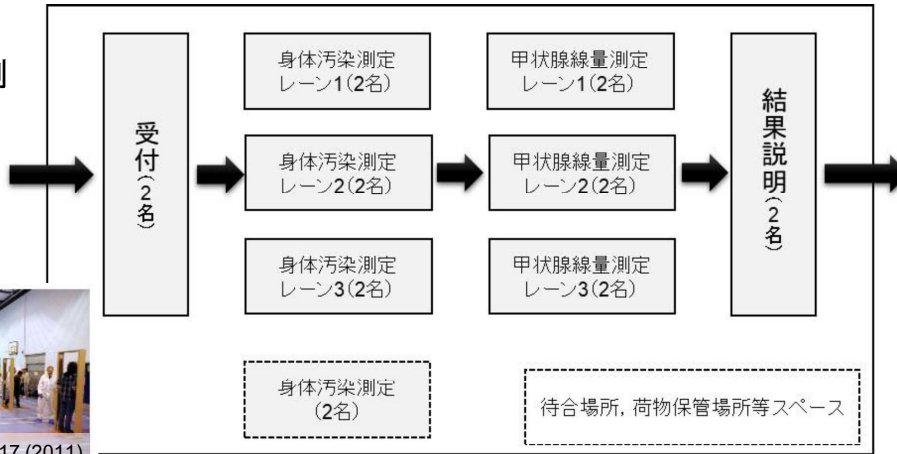 受付(2名)
身体汚染測定
レーン1(2名)
甲状腺線量測定
レーン1(2名)
身体汚染測定
レーン2(2名)
甲状腺線量測定
レーン2(2名)
身体汚染測定
レーン3(2名)
甲状腺線量測定
レーン3(2名)
結果説明(2名)
身体汚染測定
(2名)
待合場所, 荷物保管場所等スペース
17 (2011)